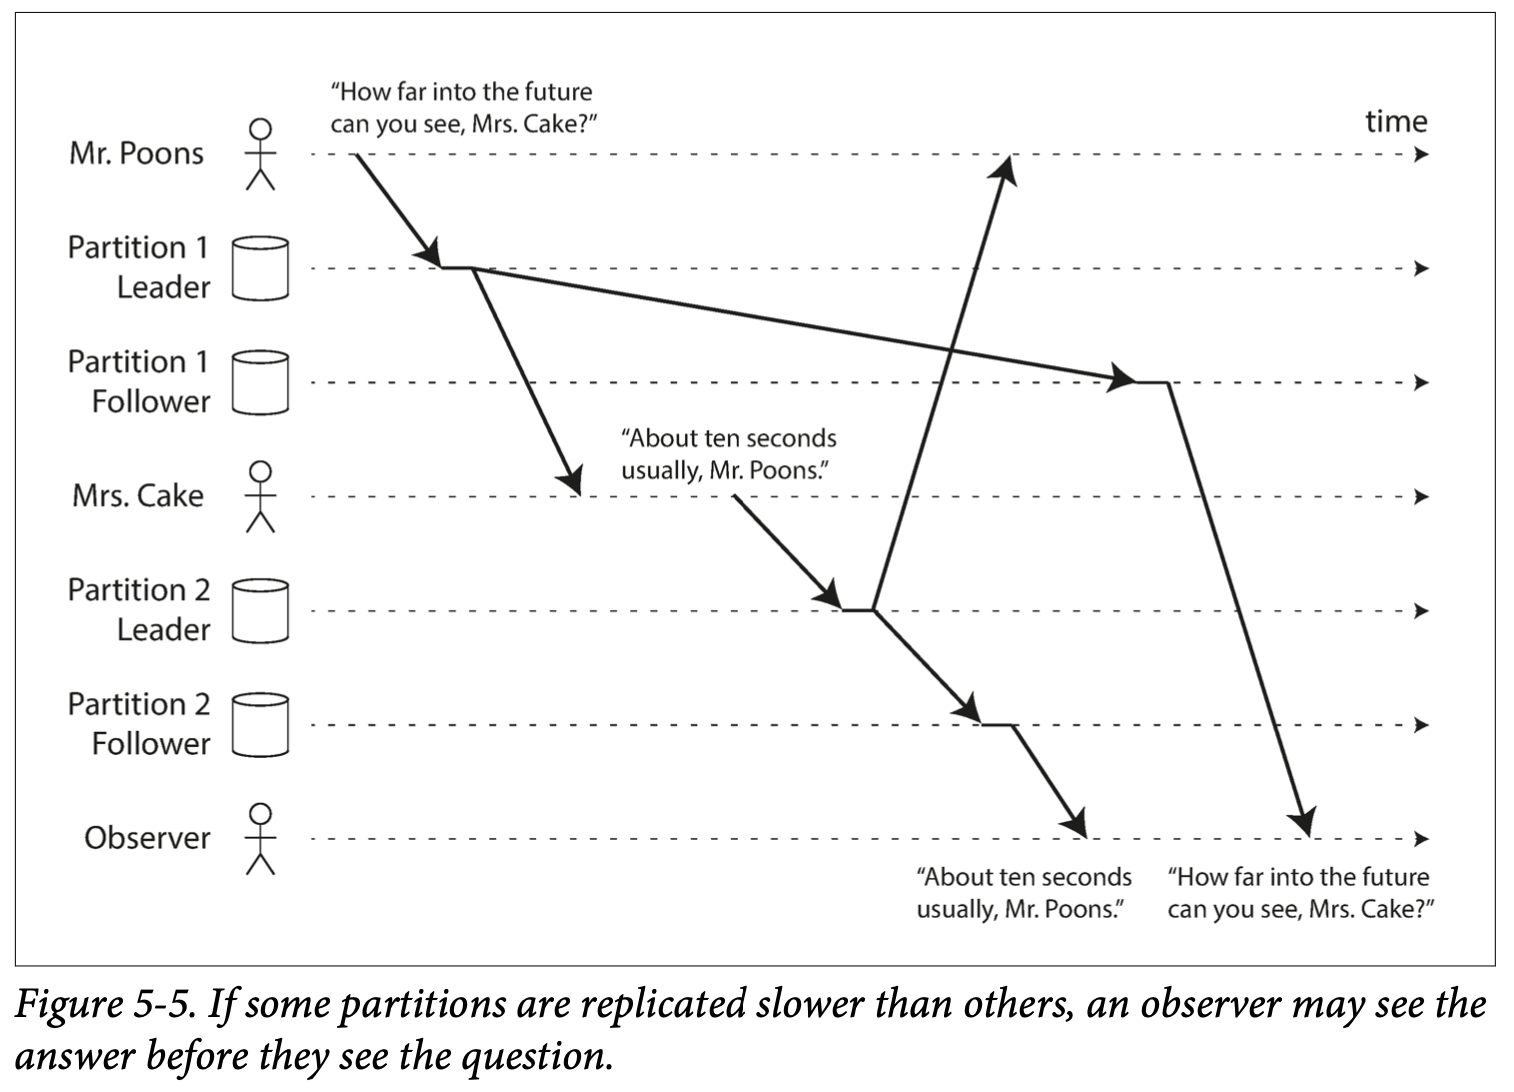 “How far into the future
can you see, Mrs. Cake?”
time
Mr. Poons
Partition 1
Leader
Partition 1
Follower
“About ten seconds
usually, Mr. Poons.”
Mrs. Cake
Partition 2
Leader
Partition 2
Follower
Observer
“About ten seconds
usually, Mr. Poons.”
“How far into the future
can you see, Mrs. Cake?”
Figure 5-5. If some partitions are replicated slower than others, an observer may see the
answer before they see the question.